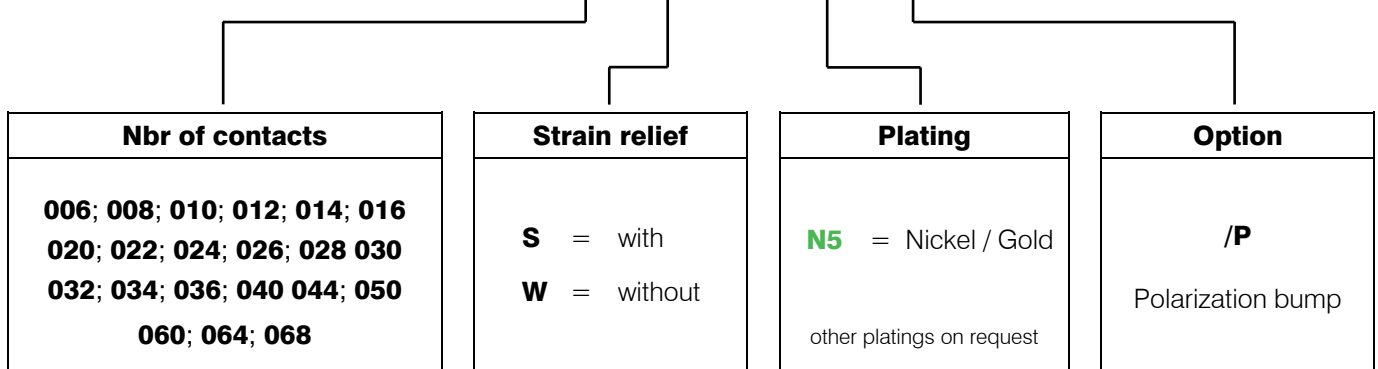 Nbr of contacts
006; 008; 010; 012; 014; 016
020; 022; 024; 026; 028 030
032; 034; 036; 040 044; 050
060; 064; 068
Strain relief
S = with
W = without
Plating
N5 = Nickel / Gold
other platings on request
Option
/P
Polarization bump